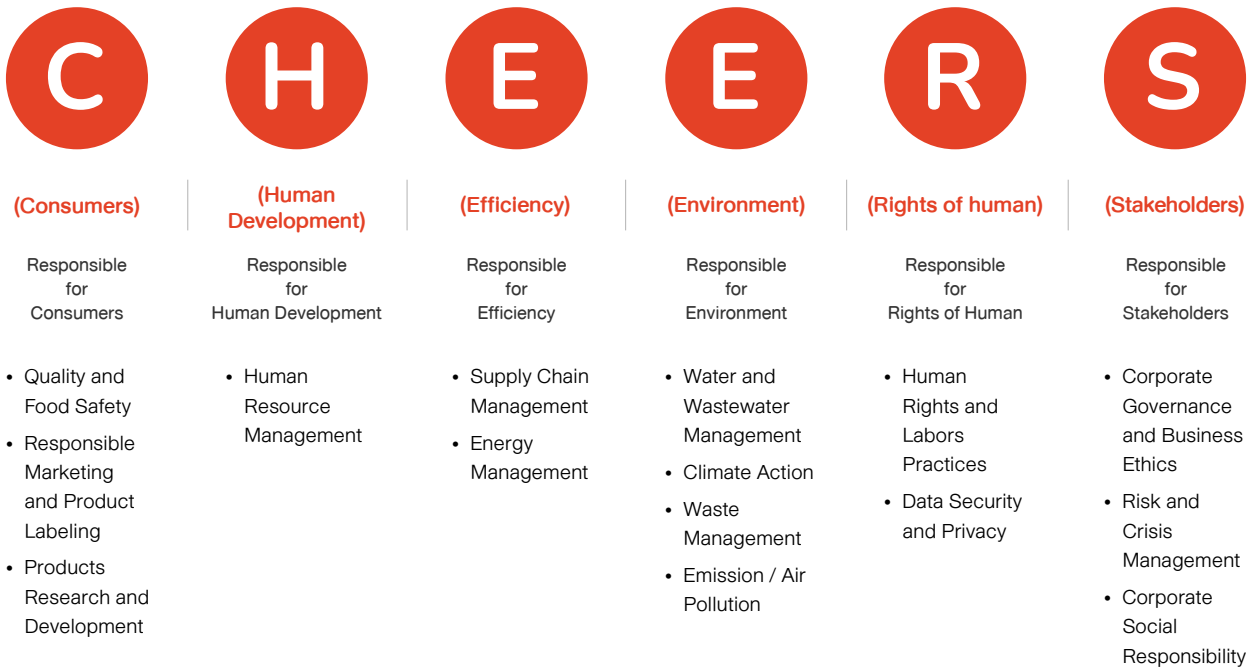 C
H
E
E
R
S
(Consumers)
(Human
Development)
(Efficiency)
(Environment)
(Rights of human)
(Stakeholders)
Responsible
for
Consumers
Responsible
for
Human Development
Responsible
for
Efficiency
Responsible
for
Environment
Responsible
for
Rights of Human
Responsible
for
Stakeholders
• Quality and
Food Safety
• Responsible
Marketing
and Product
Labeling
• Products
Research and
Development
• Human
Resource
Management
• Supply Chain
Management
• Energy
Management
• Water and
Wastewater
Management
• Climate Action
• Waste
Management
• Emission / Air
Pollution
• Human
Rights and
Labors
Practices
• Data Security
and Privacy
• Corporate
Governance
and Business
Ethics
• Risk and
Crisis
Management
• Corporate
Social
Responsibility